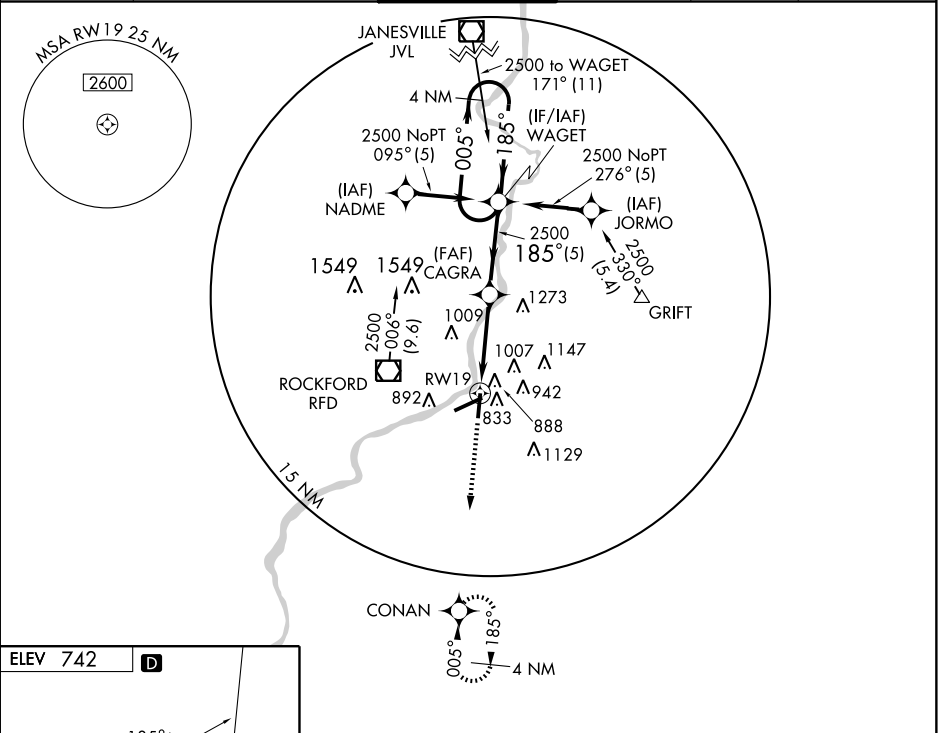 MSA RW19 25 NM
2600
JANESVILLE
JVL
2500 to WAGET
171° (11)
4 NM
005°
185°
(IF/IAF)
WAGET
2500 NoPT
095° (5)
2500 NoPT
276° (5)
(IAF)
NADME
(IAF)
JORMO
2500
185° (5)
2500
330°
(5.4)
GRIFT
(FAF)
CAGRA
1549
1549
1273
1009
2500
006°
(9.6)
1007
1147
ROCKFORD
RFD
RW19
892
942
833
888
1129
15 NM
CONAN
185°
005°
4 NM
ELEV 742
D